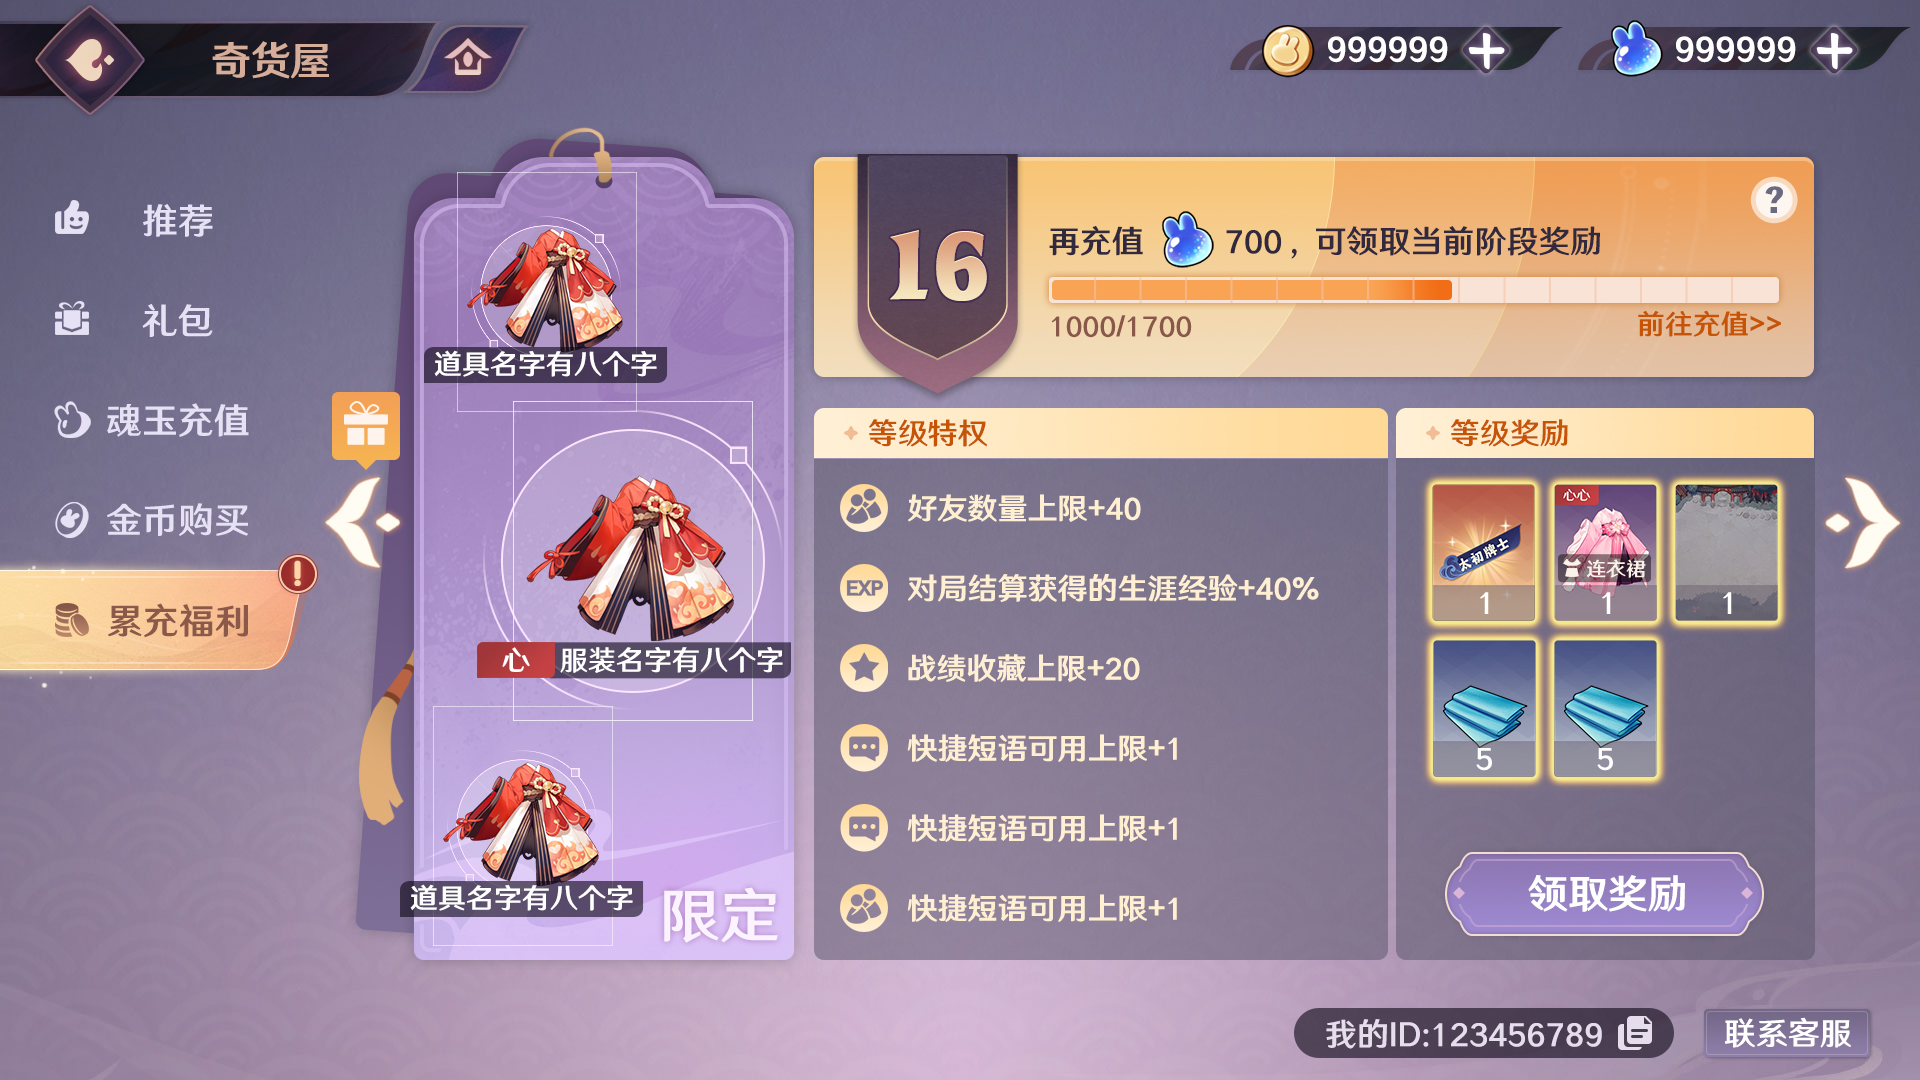 奇货屋
999999
999999
推荐
礼包
魂玉充值
金币购买
累充福利
道具名字有八个字
心 服装名字有八个字
道具名字有八个字
限定
16
再充值 700，可领取当前阶段奖励
?
1000/1700
前往充值>>
等级特权
好友数量上限+40
EXP 对局结算获得的生涯经验+40%
战绩收藏上限+20
快捷短语可用上限+1
快捷短语可用上限+1
快捷短语可用上限+1
等级奖励
太初牌士
1
心心
连衣裙
1
1
5
5
领取奖励
我的ID:123456789
联系客服